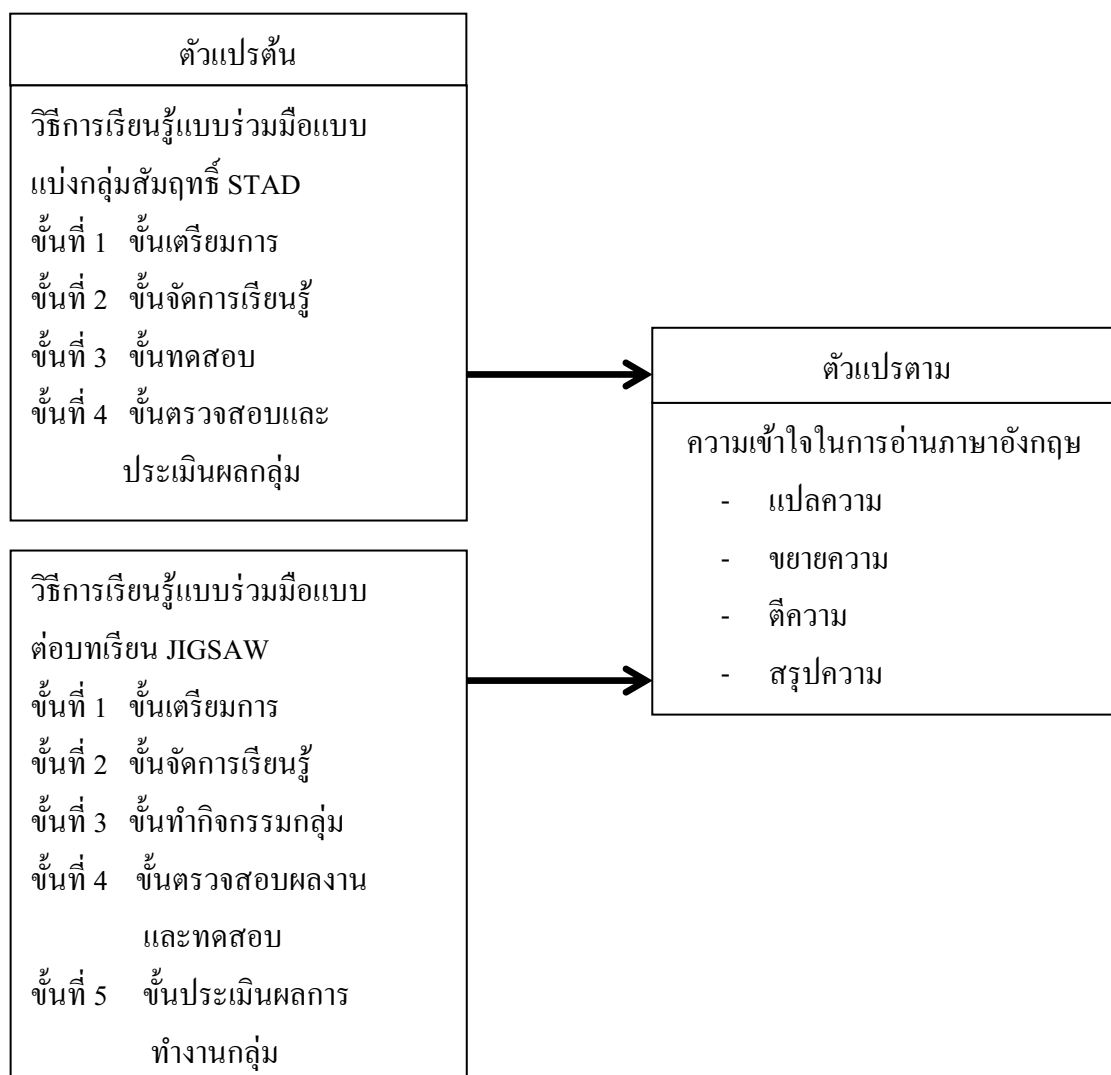 ตัวแปรต้น
วิธีการเรียนรู้แบบร่วมมือแบบ
แบ่งกลุ่มสัมฤทธิ์ STAD
ขั้นที่ 1 ขั้นเตรียมการ
ขั้นที่ 2 ขั้นจัดการเรียนรู้
ขั้นที่ 3 ขั้นทดสอบ
ขั้นที่ 4 ขั้นตรวจสอบและ
ประเมินผลกลุ่ม
วิธีการเรียนรู้แบบร่วมมือแบบ
ต่อบทเรียน JIGSAW
ขั้นที่ 1 ขั้นเตรียมการ
ขั้นที่ 2 ขั้นจัดการเรียนรู้
ขั้นที่ 3 ขั้นทำกิจกรรมกลุ่ม
ขั้นที่ 4 ขั้นตรวจสอบผลงาน
และทดสอบ
ขั้นที่ 5 ขั้นประเมินผลการ
ทำงานกลุ่ม
ตัวแปรตาม
ความเข้าใจในการอ่านภาษาอังกฤษ
- แปลความ
- ขยายความ
- ตีความ
- สรุปความ